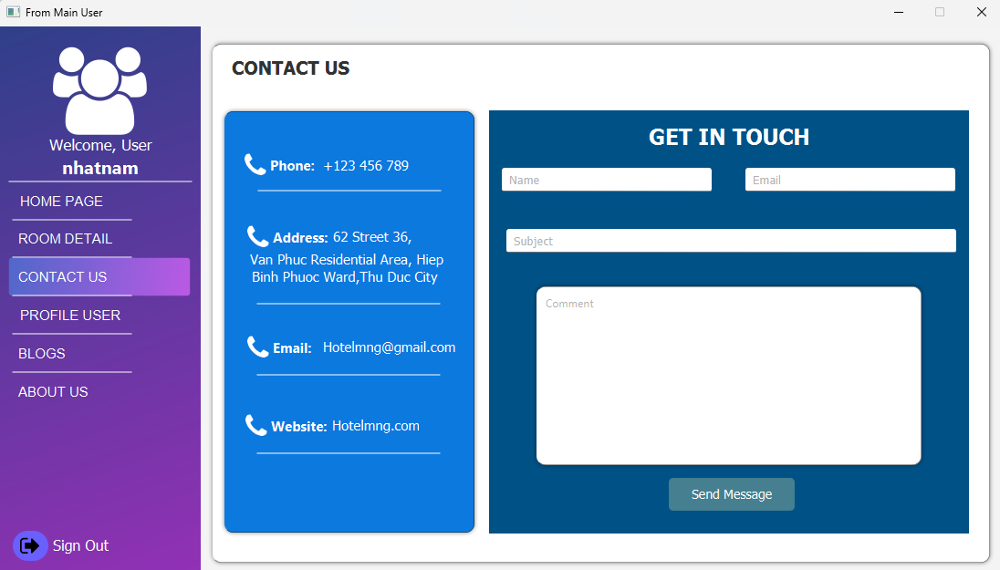 From Main User
Welcome, User
nhatnam
HOME PAGE
ROOM DETAIL
CONTACT US
PROFILE USER
BLOGS
ABOUT US
Sign Out
CONTACT US
Phone: +123 456 789
Address: 62 Street 36,
Van Phuc Residential Area, Hiep
Binh Phuoc Ward,Thu Duc City
Email: Hotelmng@gmail.com
Website: Hotelmng.com
GET IN TOUCH
Name
Email
Subject
Comment
Send Message